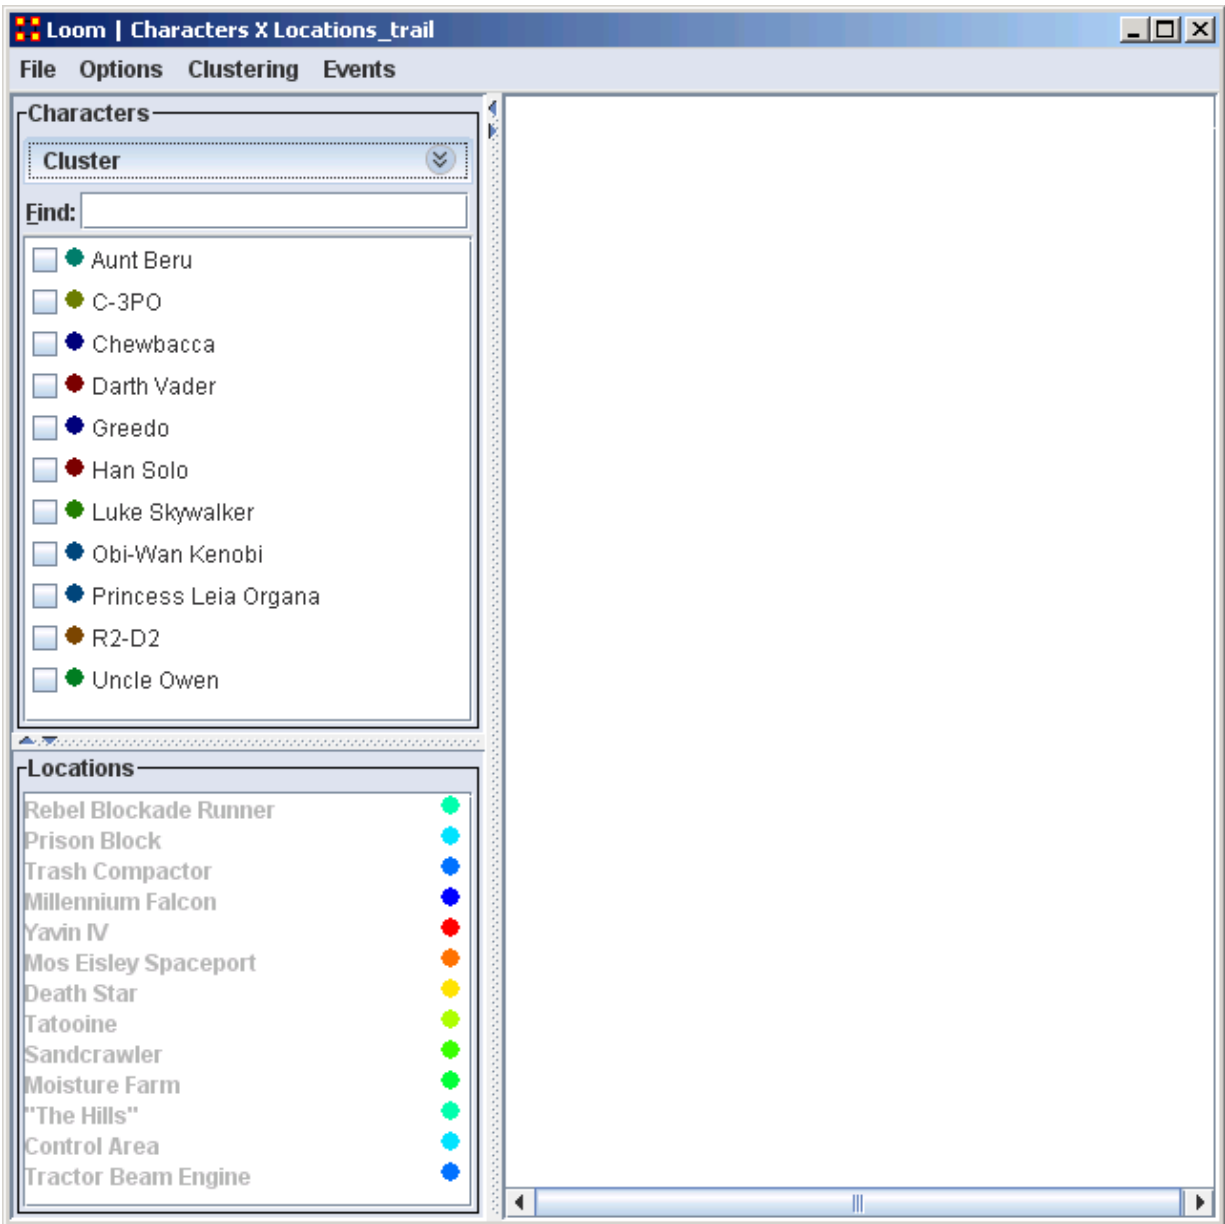 Loom | Characters X Locations_trail
File Options Clustering Events
Characters
Cluster
Find:
Aunt Beru
C-3PO
Chewbacca
Darth Vader
Greedo
Han Solo
Luke Skywalker
Obi-Wan Kenobi
Princess Leia Organa
R2-D2
Uncle Owen
Locations
Rebel Blockade Runner
Prison Block
Trash Compactor
Millennium Falcon
Yavin IV
Mos Eisley Spaceport
Death Star
Tatooine
Sandcrawler
Moisture Farm
"The Hills"
Control Area
Tractor Beam Engine